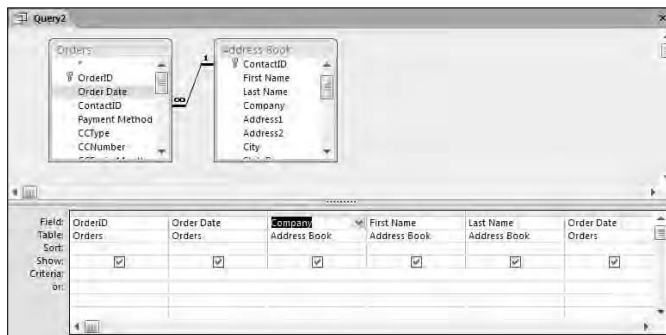 Query2
Orders
*
OrderID
Order Date
ContactID
Payment Method
CCType
CCNumber
Address Book
ContactID
First Name
Last Name
Company
Address1
Address2
City
1
∞
Field: OrderID Order Date Company First Name Last Name Order Date
Table: Orders Orders Address Book Address Book Address Book Orders
Sort:
Show:
Criteria:
or: